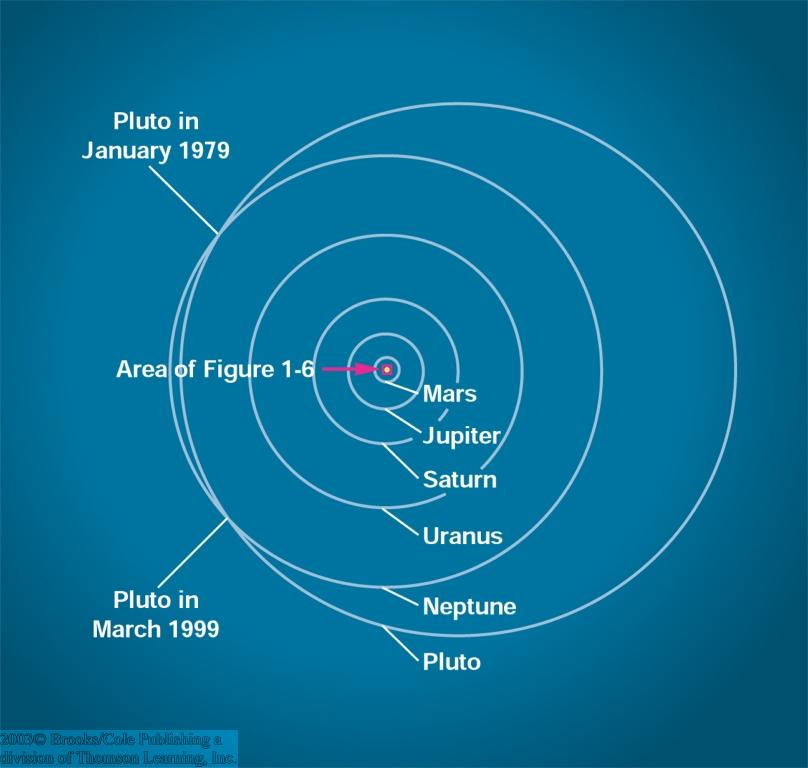 Pluto in
January 1979
Area of Figure 1-6
Mars
Jupiter
Saturn
Uranus
Pluto in
March 1999
Neptune
Pluto
2003© Brooks/Cole Publishing a
division of Thomson Learning, Inc.